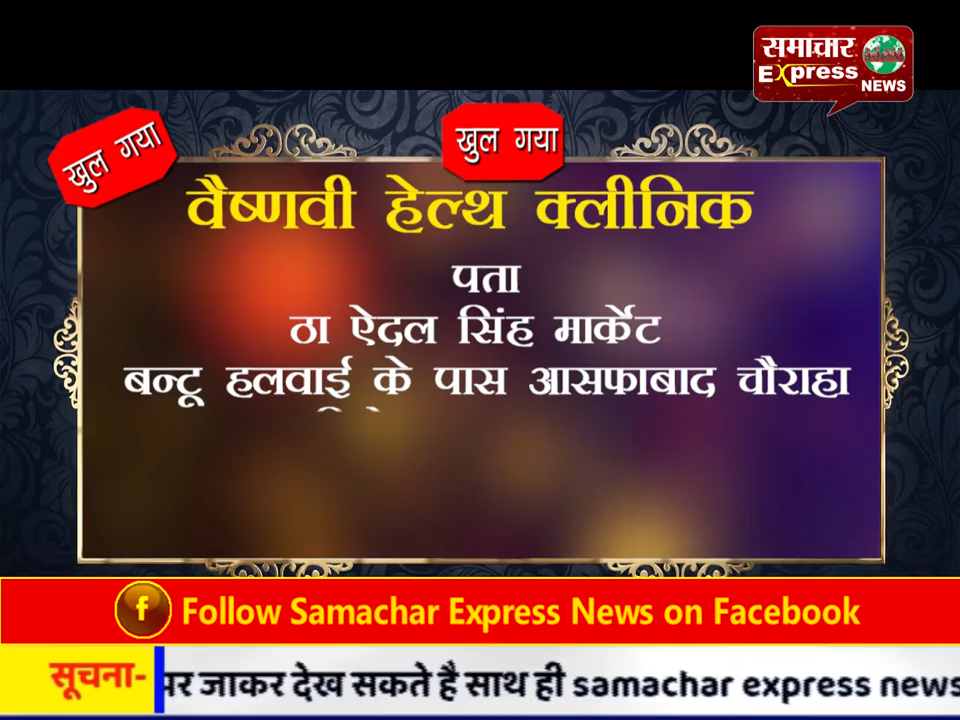 समाचार
Express
NEWS
खुल गया
खुल गया
वैष्णवी हेल्थ क्लीनिक
पता
ठा ऐदल सिंह मार्केट
बन्टू हलवाई के पास आसफाबाद चौराहा
f Follow Samachar Express News on Facebook
सूचना- पर जाकर देख सकते है साथ ही samachar express news